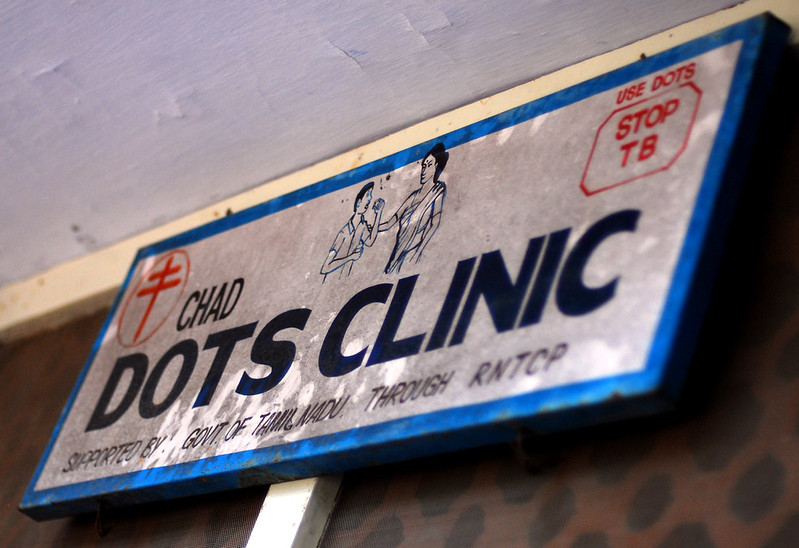 CHAD
DOTS CLINIC
SUPPORTED BY: GOVT. OF TAMILNADU. THROUGH RNTCP
USE DOTS
STOP
TB